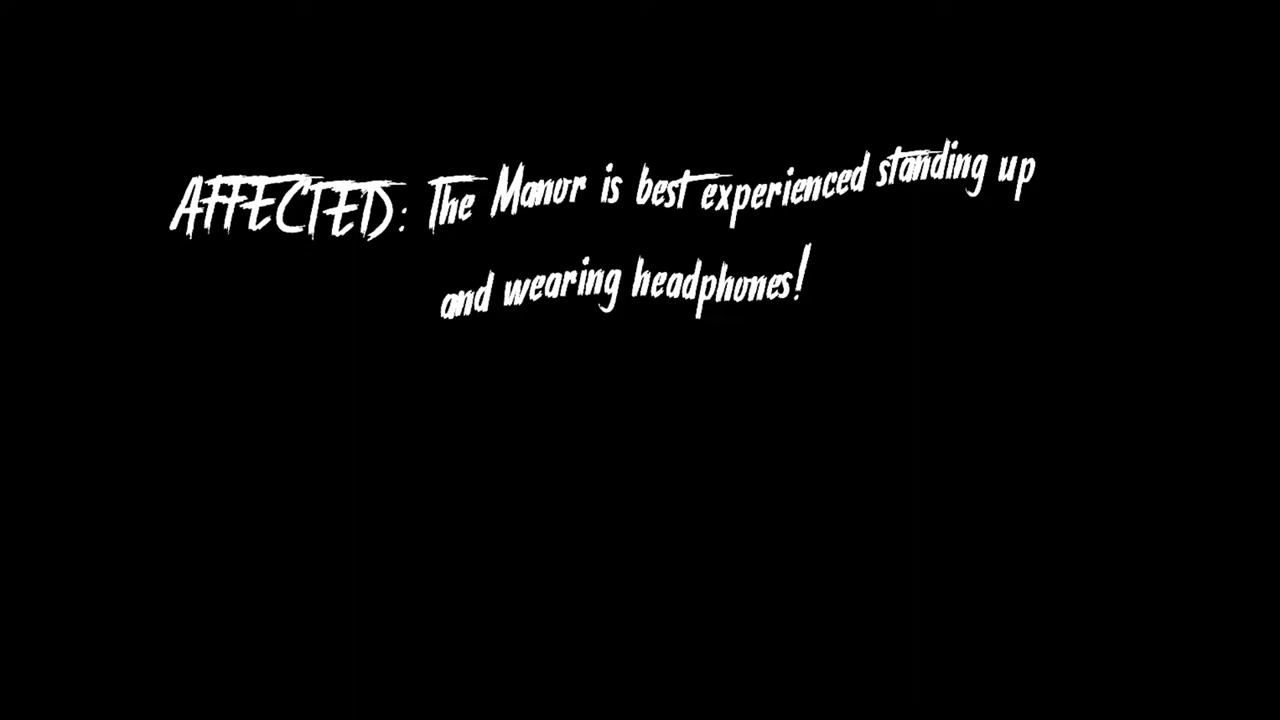 AFFECTED: The Manor is best experienced standing up
and wearing headphones!